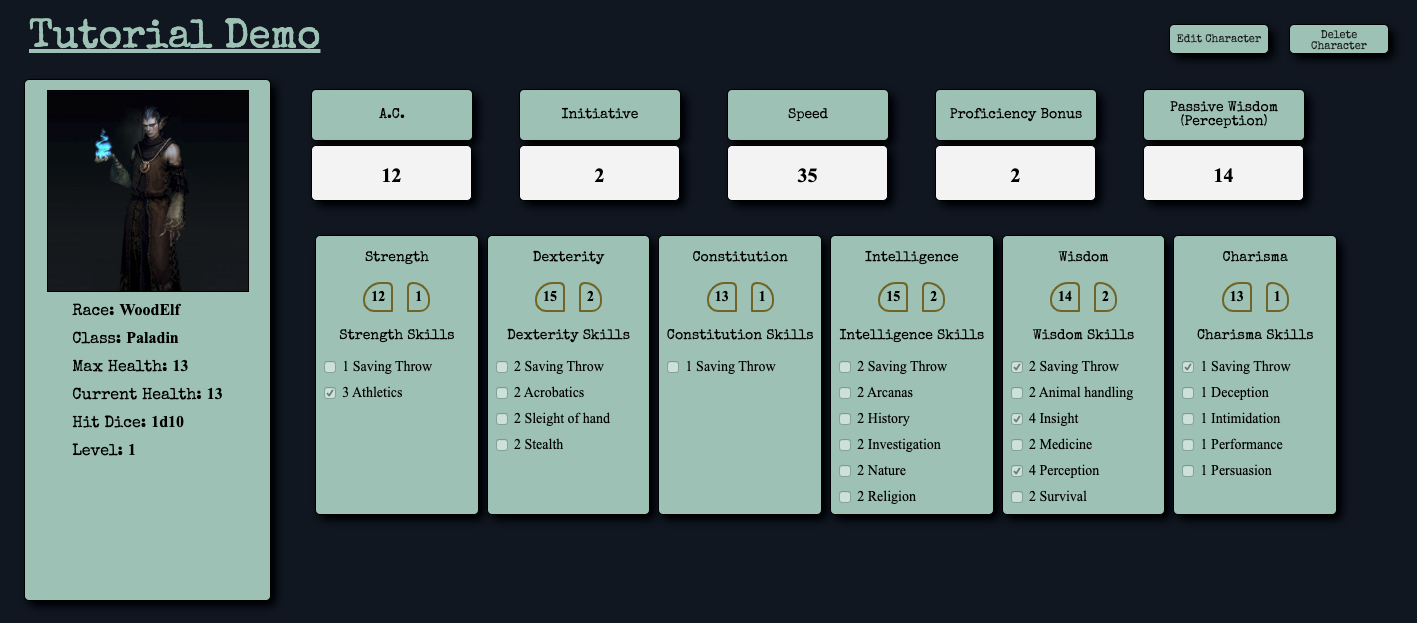 Tutorial Demo
Edit Character
Delete
Character
Race: WoodElf
Class: Paladin
Max Health: 13
Current Health: 13
Hit Dice: 1d10
Level: 1
A.C.
12
Initiative
2
Speed
35
Proficiency Bonus
2
Passive Wisdom
(Perception)
14
Strength
12 1
Strength Skills
1 Saving Throw
3 Athletics
Dexterity
15 2
Dexterity Skills
2 Saving Throw
2 Acrobatics
2 Sleight of hand
2 Stealth
Constitution
13 1
Constitution Skills
1 Saving Throw
Intelligence
15 2
Intelligence Skills
2 Saving Throw
2 Arcanas
2 History
2 Investigation
2 Nature
2 Religion
Wisdom
14 2
Wisdom Skills
2 Saving Throw
2 Animal handling
4 Insight
2 Medicine
4 Perception
2 Survival
Charisma
13 1
Charisma Skills
1 Saving Throw
1 Deception
1 Intimidation
1 Performance
1 Persuasion